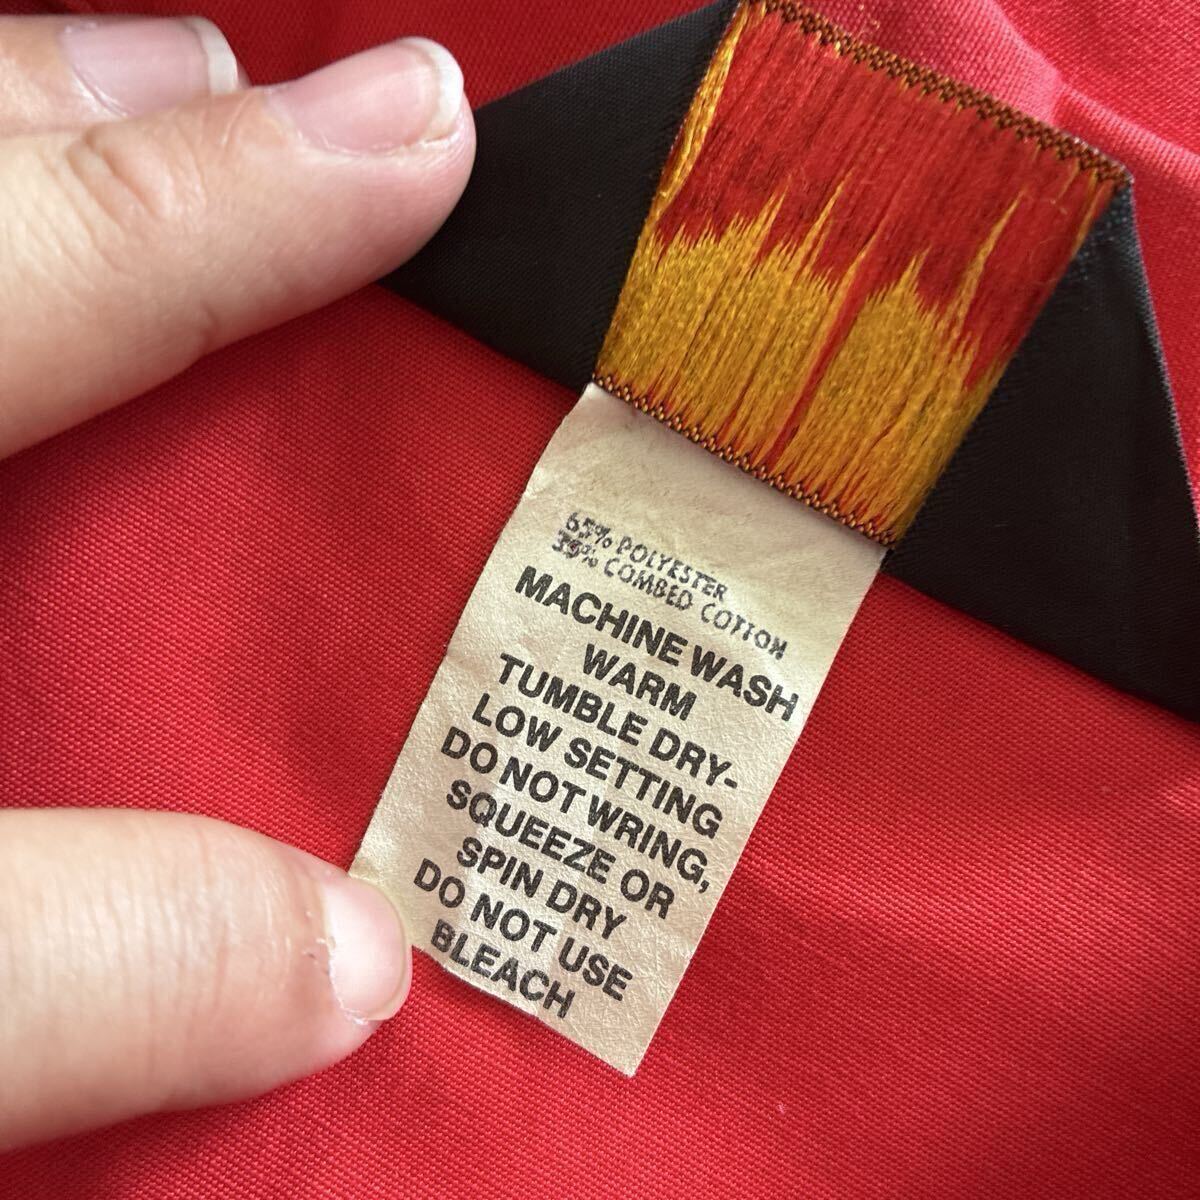 65% POLYESTER
35% COMBED COTTON
MACHINE WASH
WARM
TUMBLE DRY-
LOW SETTING
DO NOT WRING,
SQUEEZE OR
SPIN DRY
DO NOT USE
BLEACH